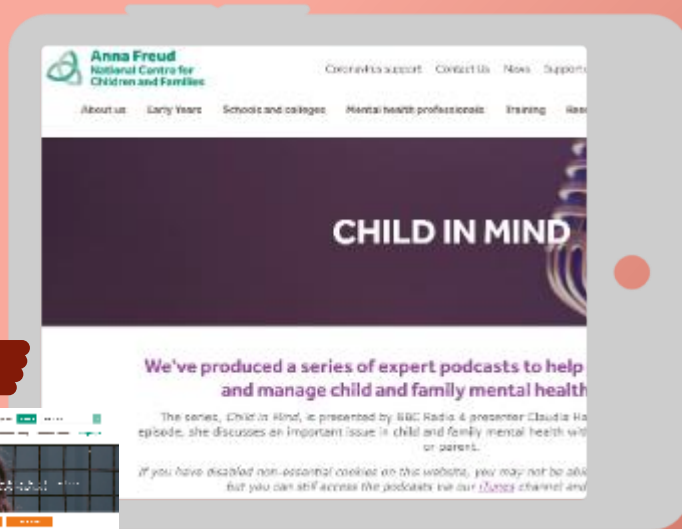 Anna Freud
National Centre for
Children and Families
Coronavirus support Contact Us News Support
About us Early Years Schools and colleges Mental health professionals Training
CHILD IN MIND
We've produced a series of expert podcasts to help
and manage child and family mental health
The series, Child in Mind, is presented by BBC Radio 4 presenter Claudia Ha
episode, she discusses an important issue in child and family mental health wit
or parent.
If you have disabled non-essential cookies on this website, you may not be abl
but you can still access the podcasts via our iTunes channel and